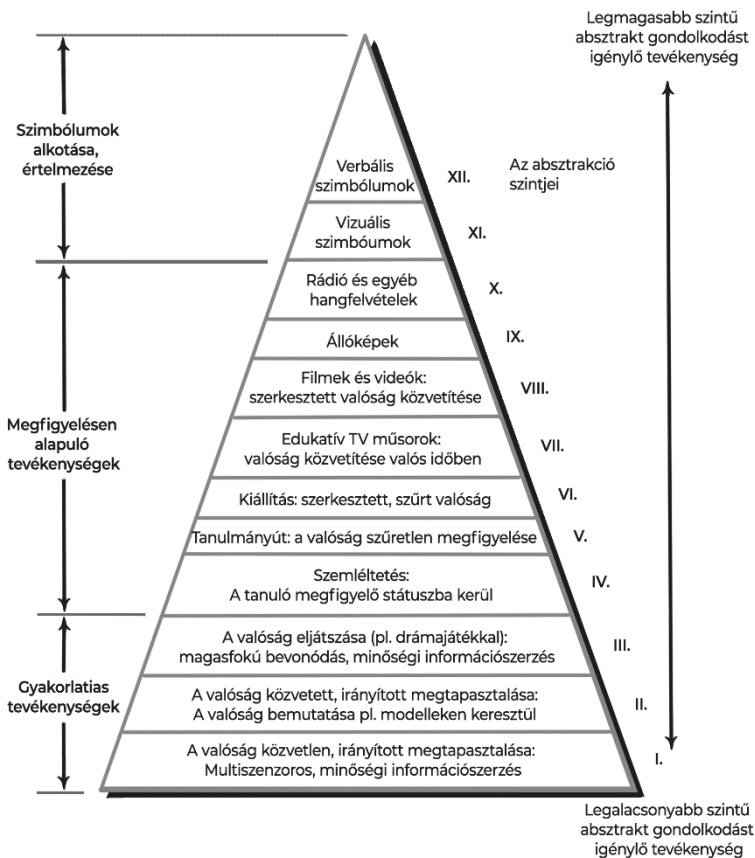 Legmagasabb szintű
absztrakt gondolkodást
igénylő tevékenység
Szimbólumok
alkotása,
értelmezése
Verbális
szimbólumok
XII.
Az absztrakció
szintjei
Vizuális
szimbóumok
XI.
Rádió és egyéb
hangfelvételek
X.
Állóképek
IX.
Filmek és videók:
szerkesztett valóság közvetítése
VIII.
Megfigyelésen
alapuló
tevékenységek
Edukatív TV műsorok:
valóság közvetítése valós időben
VII.
Kiállítás: szerkesztett, szűrt valóság
VI.
Tanulmányút: a valóság szűretlen megfigyelése
V.
Szemléltetés:
A tanuló megfigyelő státuszba kerül
IV.
A valóság eljátszása (pl. drámajátékkal):
magasfokú bevonódás, minőségi információszerzés
III.
Gyakorlatias
tevékenységek
A valóság közvetett, irányított megtapasztalása:
A valóság bemutatása pl. modelleken keresztül
II.
A valóság közvetlen, irányított megtapasztalása:
Multiszenzoros, minőségi információszerzés
I.
Legalacsonyabb szintű
absztrakt gondolkodást
igénylő tevékenység